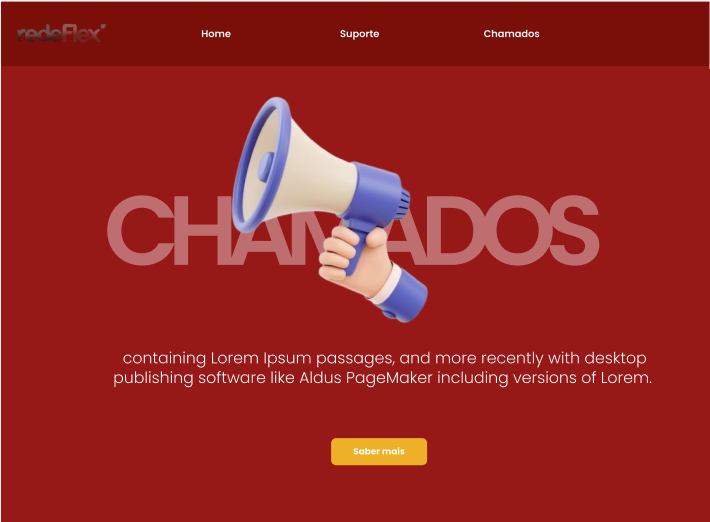 redeFlex
Home
Suporte
Chamados
CHAMADOS
containing Lorem Ipsum passages, and more recently with desktop
publishing software like Aldus PageMaker including versions of Lorem.
Saber mais